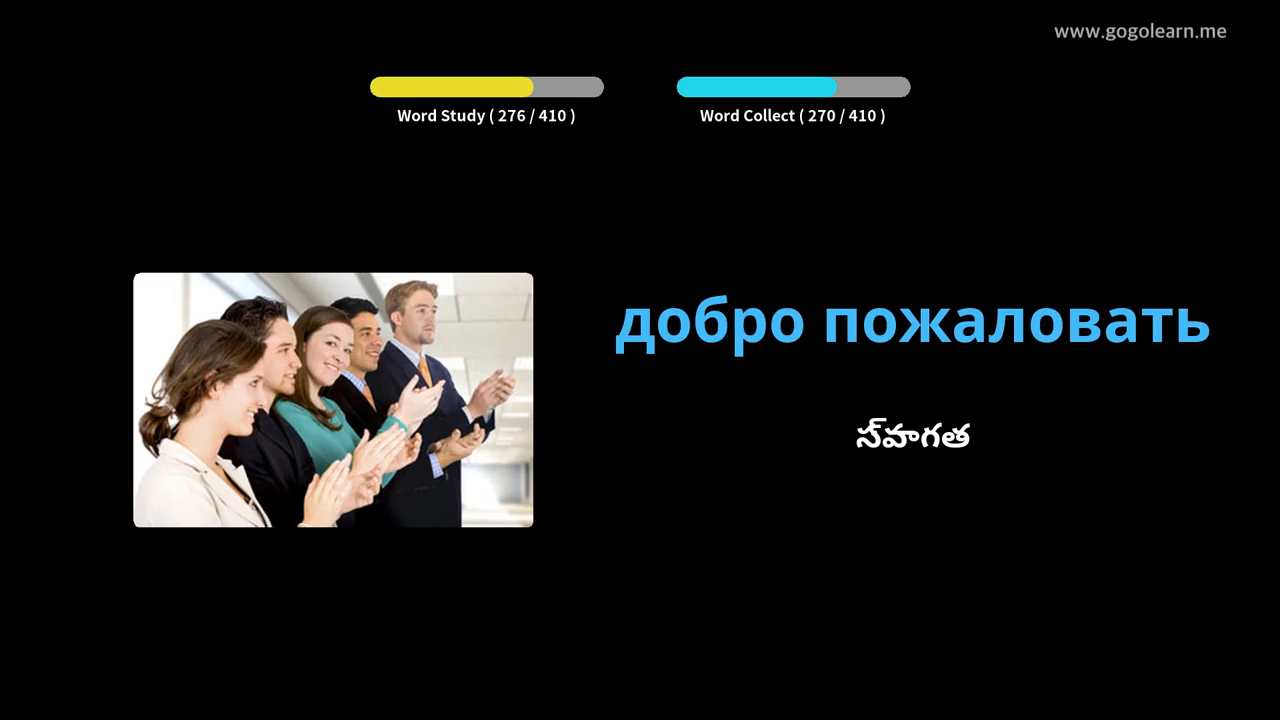 www.gogolearn.me
Word Study ( 276 / 410 )
Word Collect ( 270 / 410 )
добро пожаловать
స్‌వాగత